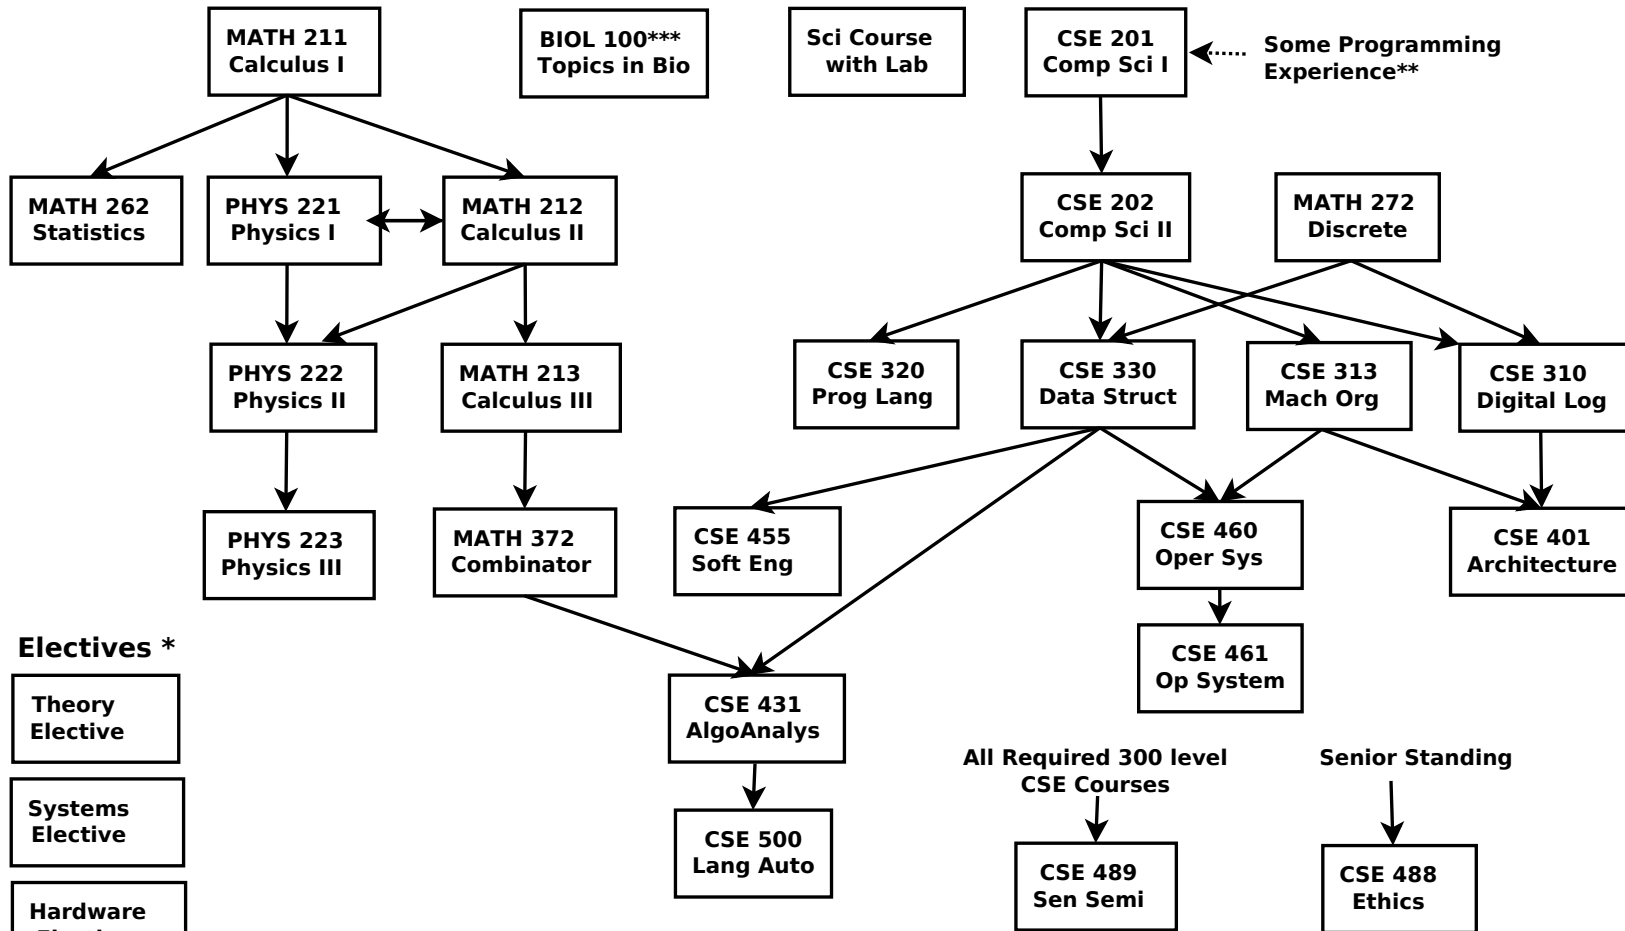 MATH 211
Calculus I
BIOL 100***
Topics in Bio
Sci Course
with Lab
CSE 201
Comp Sci I
Some Programming
Experience**
MATH 262
Statistics
PHYS 221
Physics I
MATH 212
Calculus II
CSE 202
Comp Sci II
MATH 272
Discrete
PHYS 222
Physics II
MATH 213
Calculus III
CSE 320
Prog Lang
CSE 330
Data Struct
CSE 313
Mach Org
CSE 310
Digital Log
PHYS 223
Physics III
MATH 372
Combinator
CSE 455
Soft Eng
CSE 460
Oper Sys
CSE 401
Architecture
Electives *
Theory
Elective
CSE 431
AlgoAnalys
CSE 461
Op System
Systems
Elective
CSE 500
Lang Auto
All Required 300 level
CSE Courses
Senior Standing
CSE 489
Sen Semi
CSE 488
Ethics
Hardware